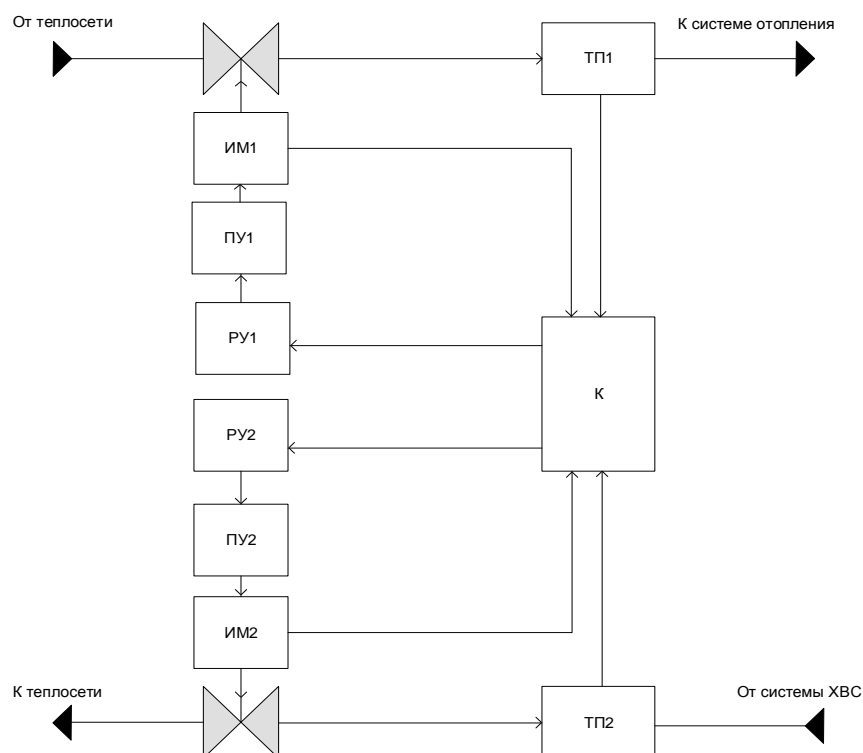 От теплосети
К системе отопления
ТП1
ИМ1
ПУ1
РУ1
К
РУ2
ПУ2
ИМ2
К теплосети
От системы ХВС
ТП2